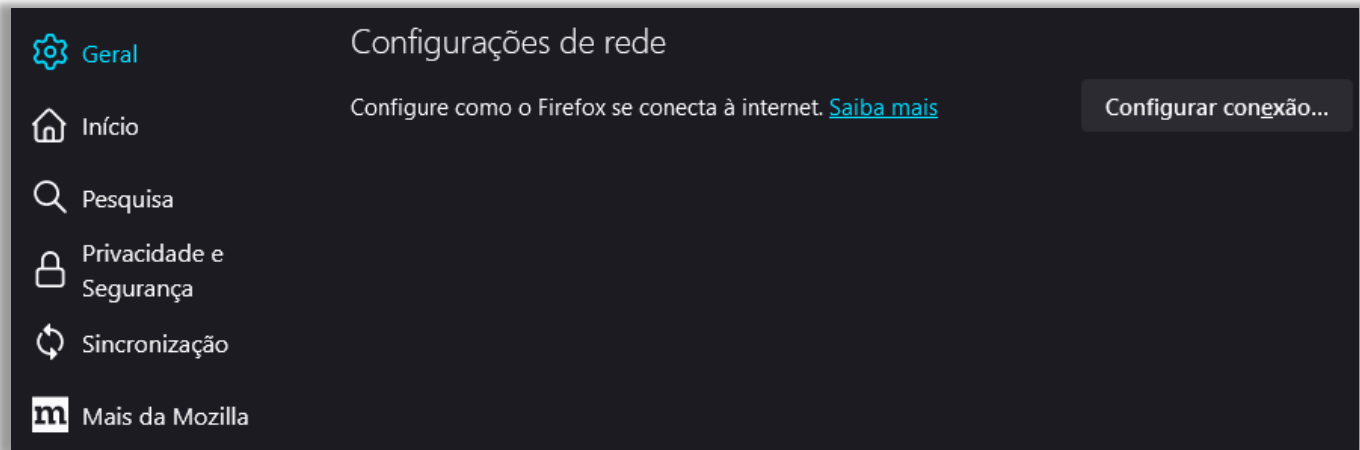 Geral
Início
Pesquisa
Privacidade e
Segurança
Sincronização
m Mais da Mozilla
Configurações de rede
Configure como o Firefox se conecta à internet. Saiba mais
Configurar conexão...